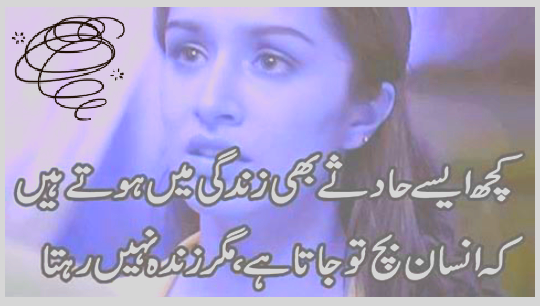 کچھ ایسے حادثے بھی زندگی میں ہوتے ہیں
کہ انسان بچ تو جاتا ہے، مگر زندہ نہیں رہتا